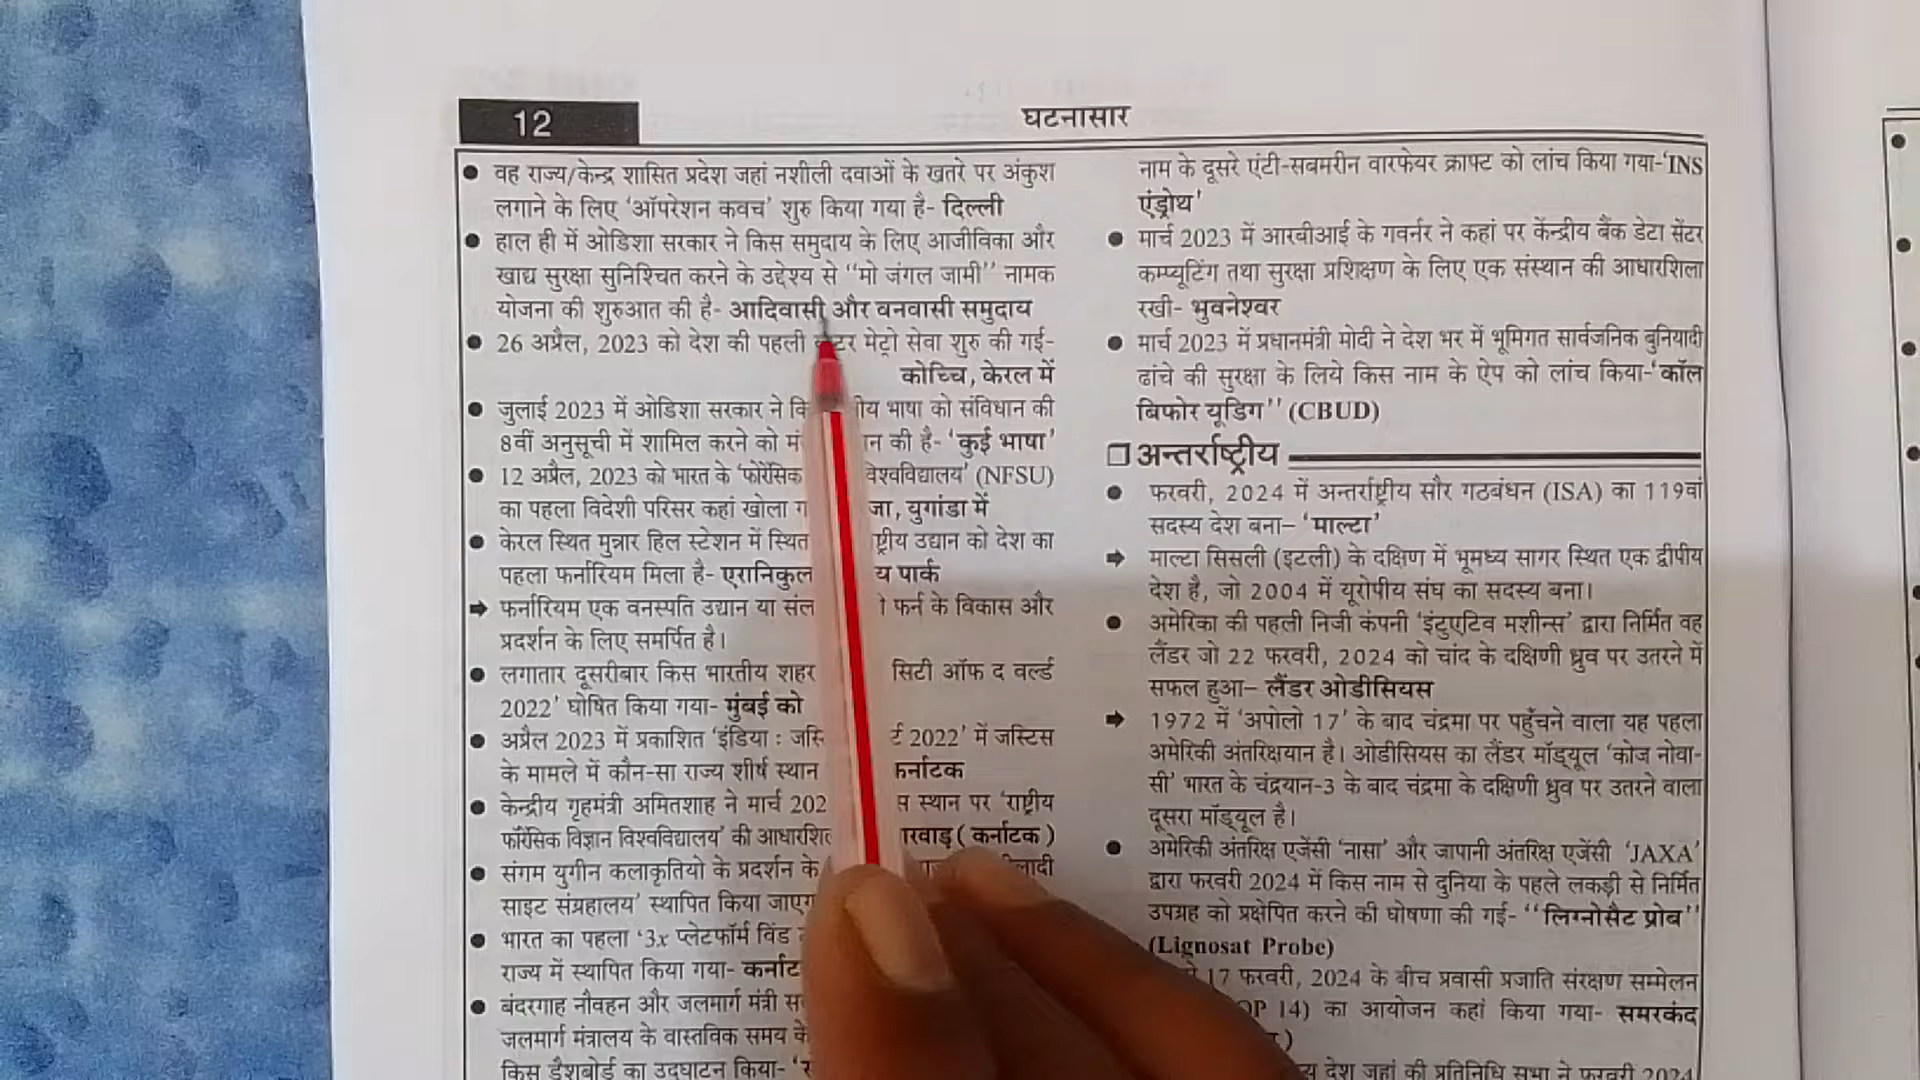 12
घटनासार
● वह राज्य/केन्द्र शासित प्रदेश जहां नशीली दवाओं के खतरे पर अंकुश
लगाने के लिए ‘ऑपरेशन कवच’ शुरु किया गया है- दिल्ली
● हाल ही में ओडिशा सरकार ने किस समुदाय के लिए आजीविका और
खाद्य सुरक्षा सुनिश्चित करने के उद्देश्य से ‘‘मो जंगल जामी’’ नामक
योजना की शुरुआत की है- आदिवासी और वनवासी समुदाय
● 26 अप्रैल, 2023 को देश की पहली मेट्रो सेवा शुरु की गई-
कोच्चि, केरल में
● जुलाई 2023 में ओडिशा सरकार ने भाषा को संविधान की
8वीं अनुसूची में शामिल करने को की है- ‘कुई भाषा’
● 12 अप्रैल, 2023 को भारत के ‘फोरेंसिक विश्वविद्यालय’ (NFSU)
का पहला विदेशी परिसर कहां खोला युगांडा में
● केरल स्थित मुन्नार हिल स्टेशन में स्थित उद्यान को देश का
पहला फर्नारियम मिला है- पार्क
➡ फर्नारियम एक वनस्पति उद्यान या फर्न के विकास और
प्रदर्शन के लिए समर्पित है।
● लगातार दूसरीबार किस भारतीय शहर सिटी ऑफ द वर्ल्ड
2022’ घोषित किया गया- मुंबई को
● अप्रैल 2023 में प्रकाशित ‘इंडिया : 2022’ में जस्टिस
के मामले में कौन-सा राज्य शीर्ष स्थान
● केन्द्रीय गृहमंत्री अमितशाह ने मार्च स्थान पर ‘राष्ट्रीय
फॉरेंसिक विज्ञान विश्वविद्यालय’ की (कर्नाटक)
● संगम युगीन कलाकृतियो के प्रदर्शन के
साइट संग्रहालय’ स्थापित किया
● भारत का पहला ‘3x प्लेटफॉर्म विंड
राज्य में स्थापित किया गया-
● बंदरगाह नौवहन और जलमार्ग मंत्री
जलमार्ग मंत्रालय के वास्तविक समय के
किस डैशबोर्ड का उद्घाटन किया-
नाम के दूसरे एंटी-सबमरीन वारफेयर क्राफ्ट को लांच किया गया-‘INS
एंड्रोथ’
● मार्च 2023 में आरबीआई के गवर्नर ने कहां पर केंन्द्रीय बैंक डेटा सेंटर
कम्प्यूटिंग तथा सुरक्षा प्रशिक्षण के लिए एक संस्थान की आधारशिला
रखी- भुवनेश्वर
● मार्च 2023 में प्रधानमंत्री मोदी ने देश भर में भूमिगत सार्वजनिक बुनियादी
ढांचे की सुरक्षा के लिये किस नाम के ऐप को लांच किया-‘कॉल
बिफोर यूडिग’’ (CBUD)
❏ अन्तर्राष्ट्रीय
● फरवरी, 2024 में अन्तर्राष्ट्रीय सौर गठबंधन (ISA) का 119वां
सदस्य देश बना– ‘माल्टा’
➡ माल्टा सिसली (इटली) के दक्षिण में भूमध्य सागर स्थित एक द्वीपीय
देश है, जो 2004 में यूरोपीय संघ का सदस्य बना।
● अमेरिका की पहली निजी कंपनी ‘इंटुएटिव मशीन्स’ द्वारा निर्मित वह
लैंडर जो 22 फरवरी, 2024 को चांद के दक्षिणी ध्रुव पर उतरने में
सफल हुआ– लैंडर ओडीसियस
➡ 1972 में ‘अपोलो 17’ के बाद चंद्रमा पर पहुँचने वाला यह पहला
अमेरिकी अंतरिक्षयान है। ओडीसियस का लैंडर मॉड्यूल ‘कोज नोवा-
सी’ भारत के चंद्रयान-3 के बाद चंद्रमा के दक्षिणी ध्रुव पर उतरने वाला
दूसरा मॉड्यूल है।
● अमेरिकी अंतरिक्ष एजेंसी ‘नासा’ और जापानी अंतरिक्ष एजेंसी ‘JAXA’
द्वारा फरवरी 2024 में किस नाम से दुनिया के पहले लकड़ी से निर्मित
उपग्रह को प्रक्षेपित करने की घोषणा की गई- ‘‘लिग्नोसैट प्रोब’’
(Lignosat Probe)
17 फरवरी, 2024 के बीच प्रवासी प्रजाति संरक्षण सम्मेलन
14) का आयोजन कहां किया गया- समरकंद
देश जहां की प्रतिनिधि सभा ने फरवरी 2024